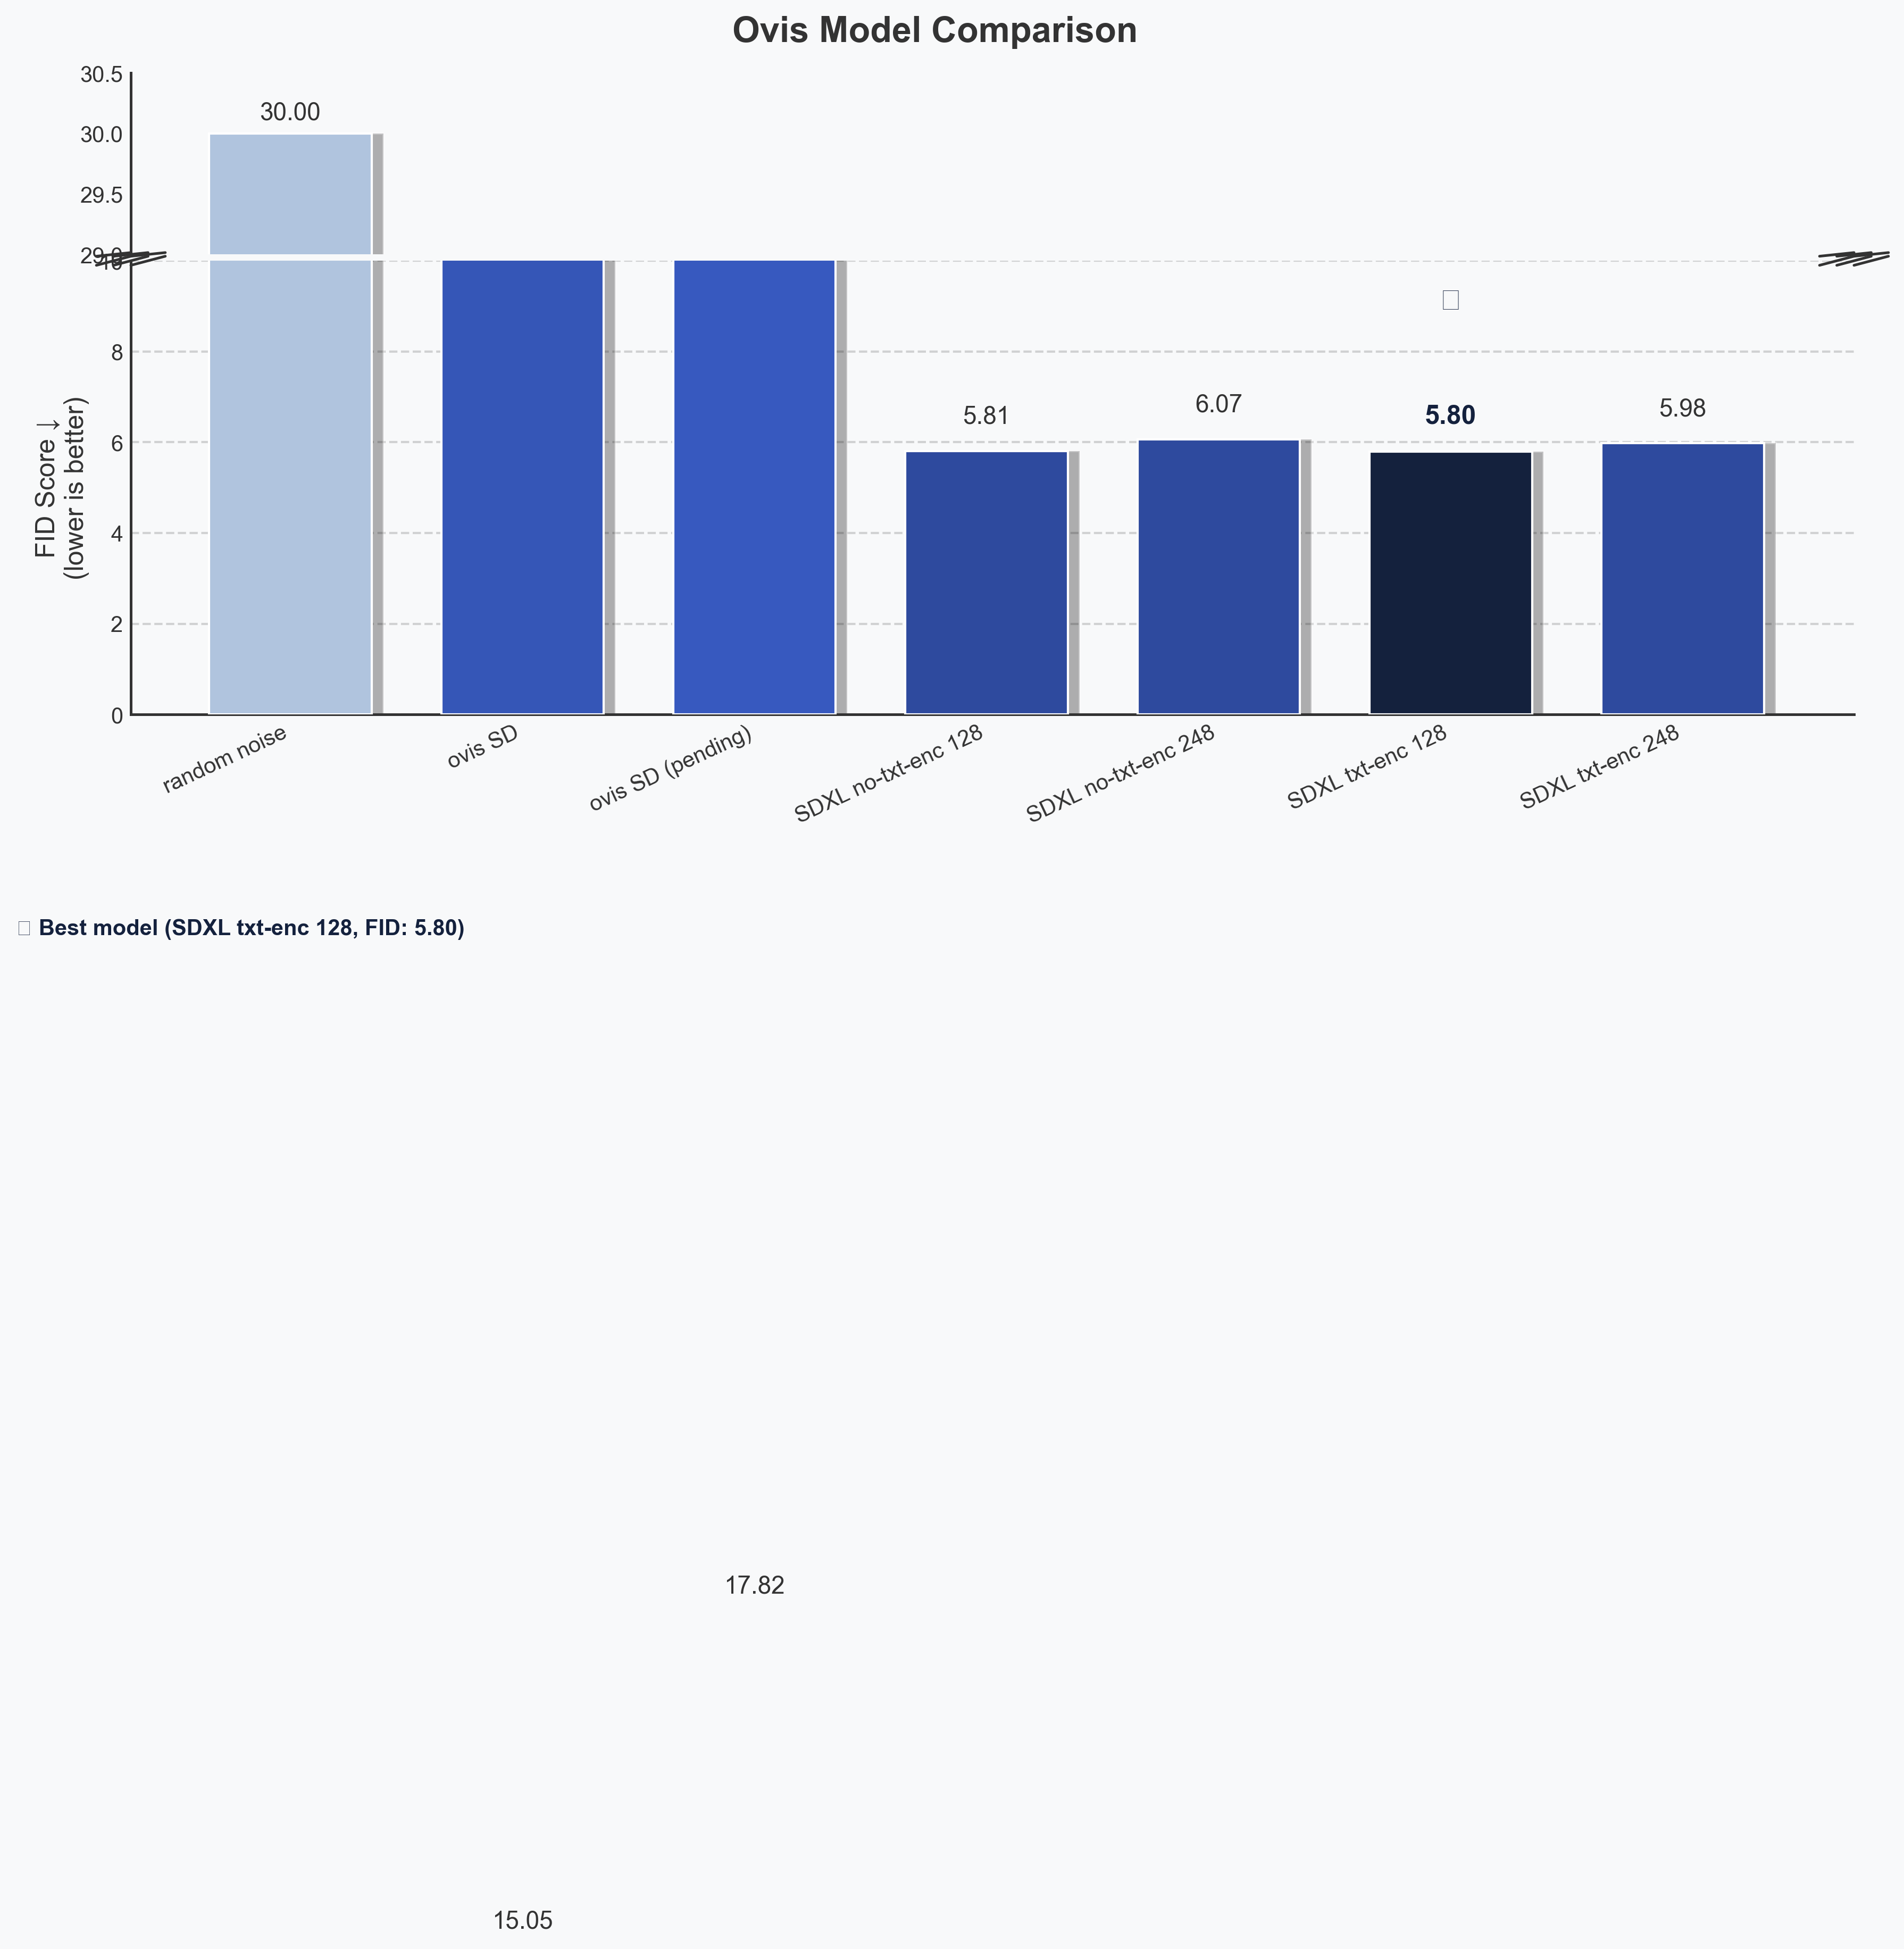 Ovis Model Comparison
30.5
30.0
29.5
29.0
10
8
6
4
2
0
FID Score ↓
(lower is better)
30.00
5.81
6.07
5.80
5.98
random noise
ovis SD
ovis SD (pending)
SDXL no-txt-enc 128
SDXL no-txt-enc 248
SDXL txt-enc 128
SDXL txt-enc 248
Best model (SDXL txt-enc 128, FID: 5.80)
17.82
15.05